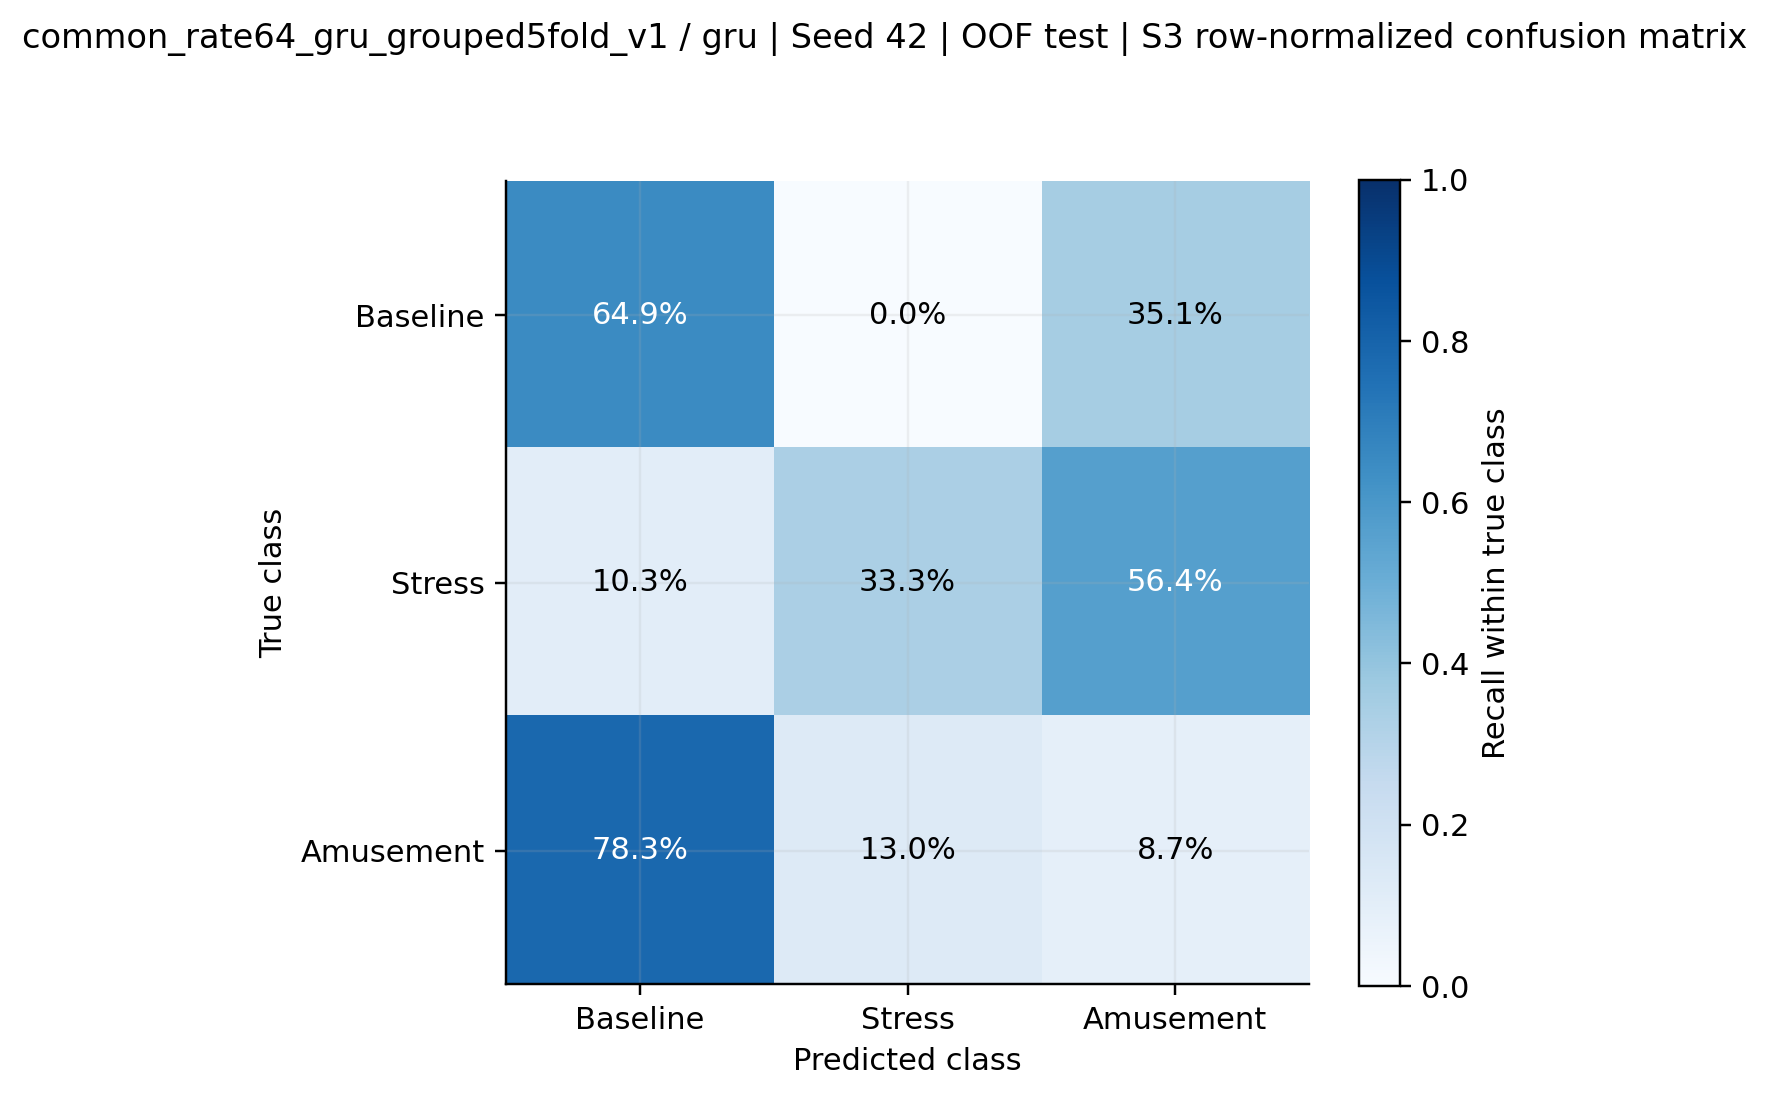 common_rate64_gru_grouped5fold_v1 / gru | Seed 42 | OOF test | S3 row-normalized confusion matrix
Baseline 64.9% 0.0% 35.1%
Stress 10.3% 33.3% 56.4%
Amusement 78.3% 13.0% 8.7%
Baseline Stress Amusement
Predicted class
True class
1.0
0.8
0.6
0.4
0.2
0.0
Recall within true class